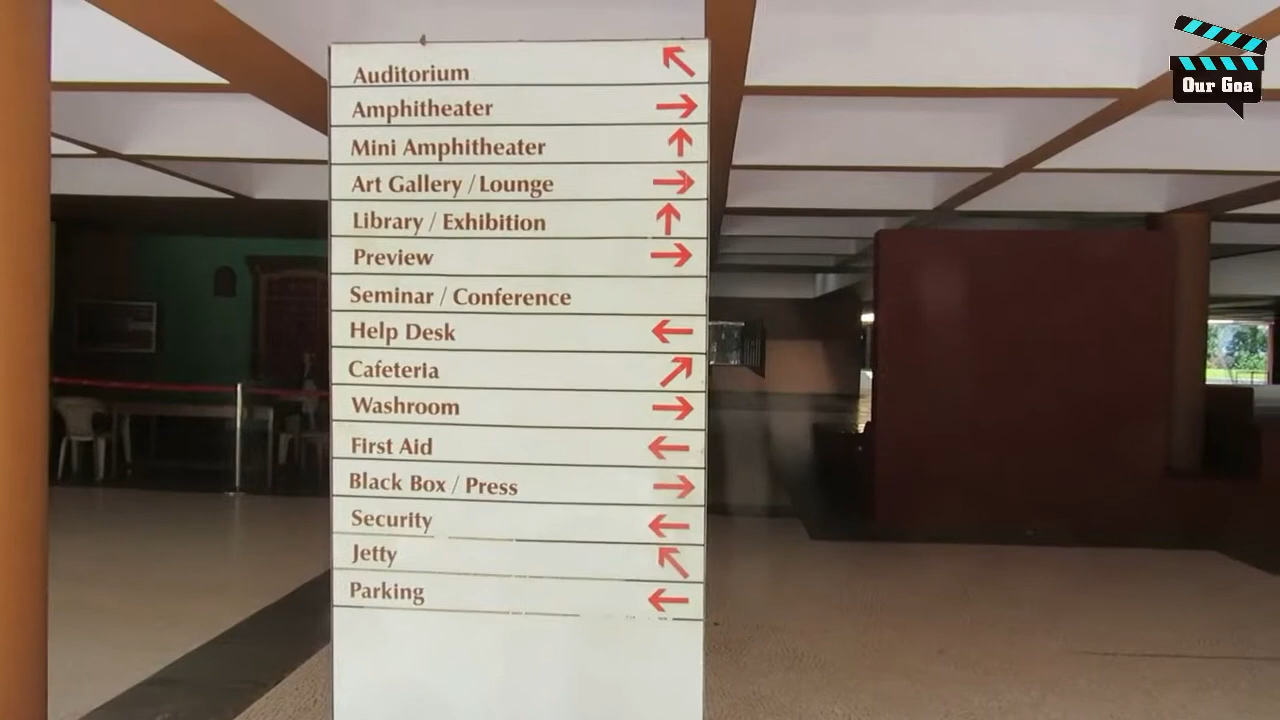 Our Goa
Auditorium
Amphitheater
Mini Amphitheater
Art Gallery / Lounge
Library / Exhibition
Preview
Seminar / Conference
Help Desk
Cafeteria
Washroom
First Aid
Black Box / Press
Security
Jetty
Parking